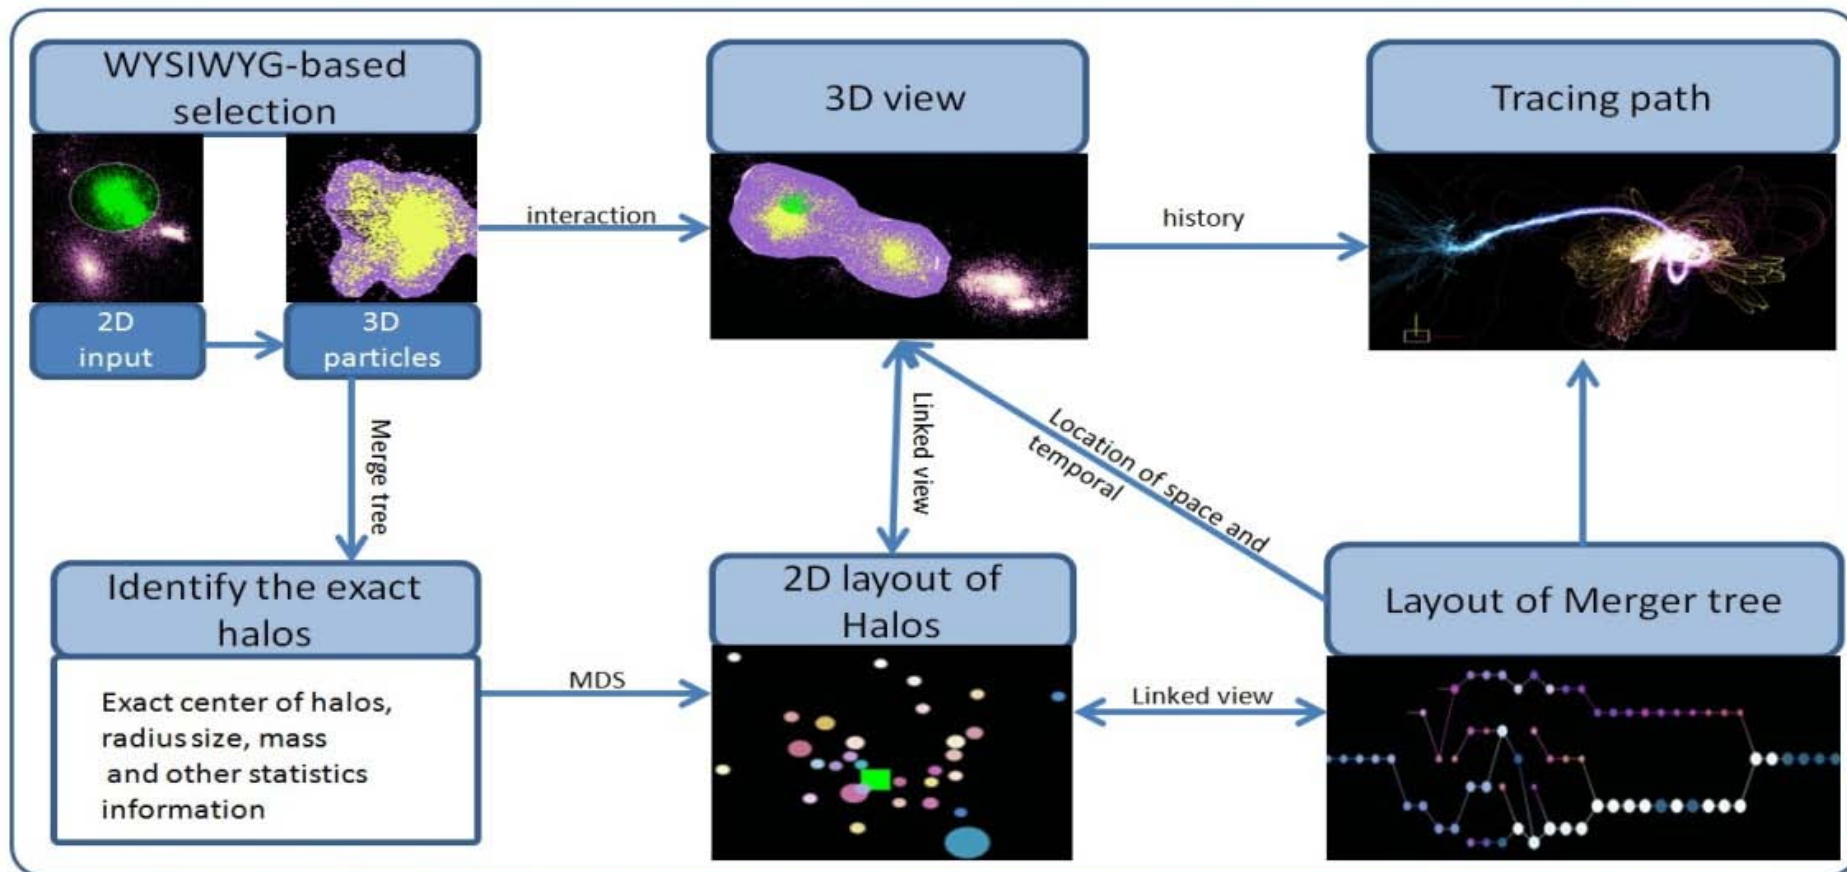 WYSIWYG-based
selection
3D view
Tracing path
interaction
history
2D
input
3D
particles
Merge tree
Linked view
Location of space and
temporal
Identify the exact
halos
2D layout of
Halos
Layout of Merger tree
MDS
Linked view
Exact center of halos,
radius size, mass
and other statistics
information